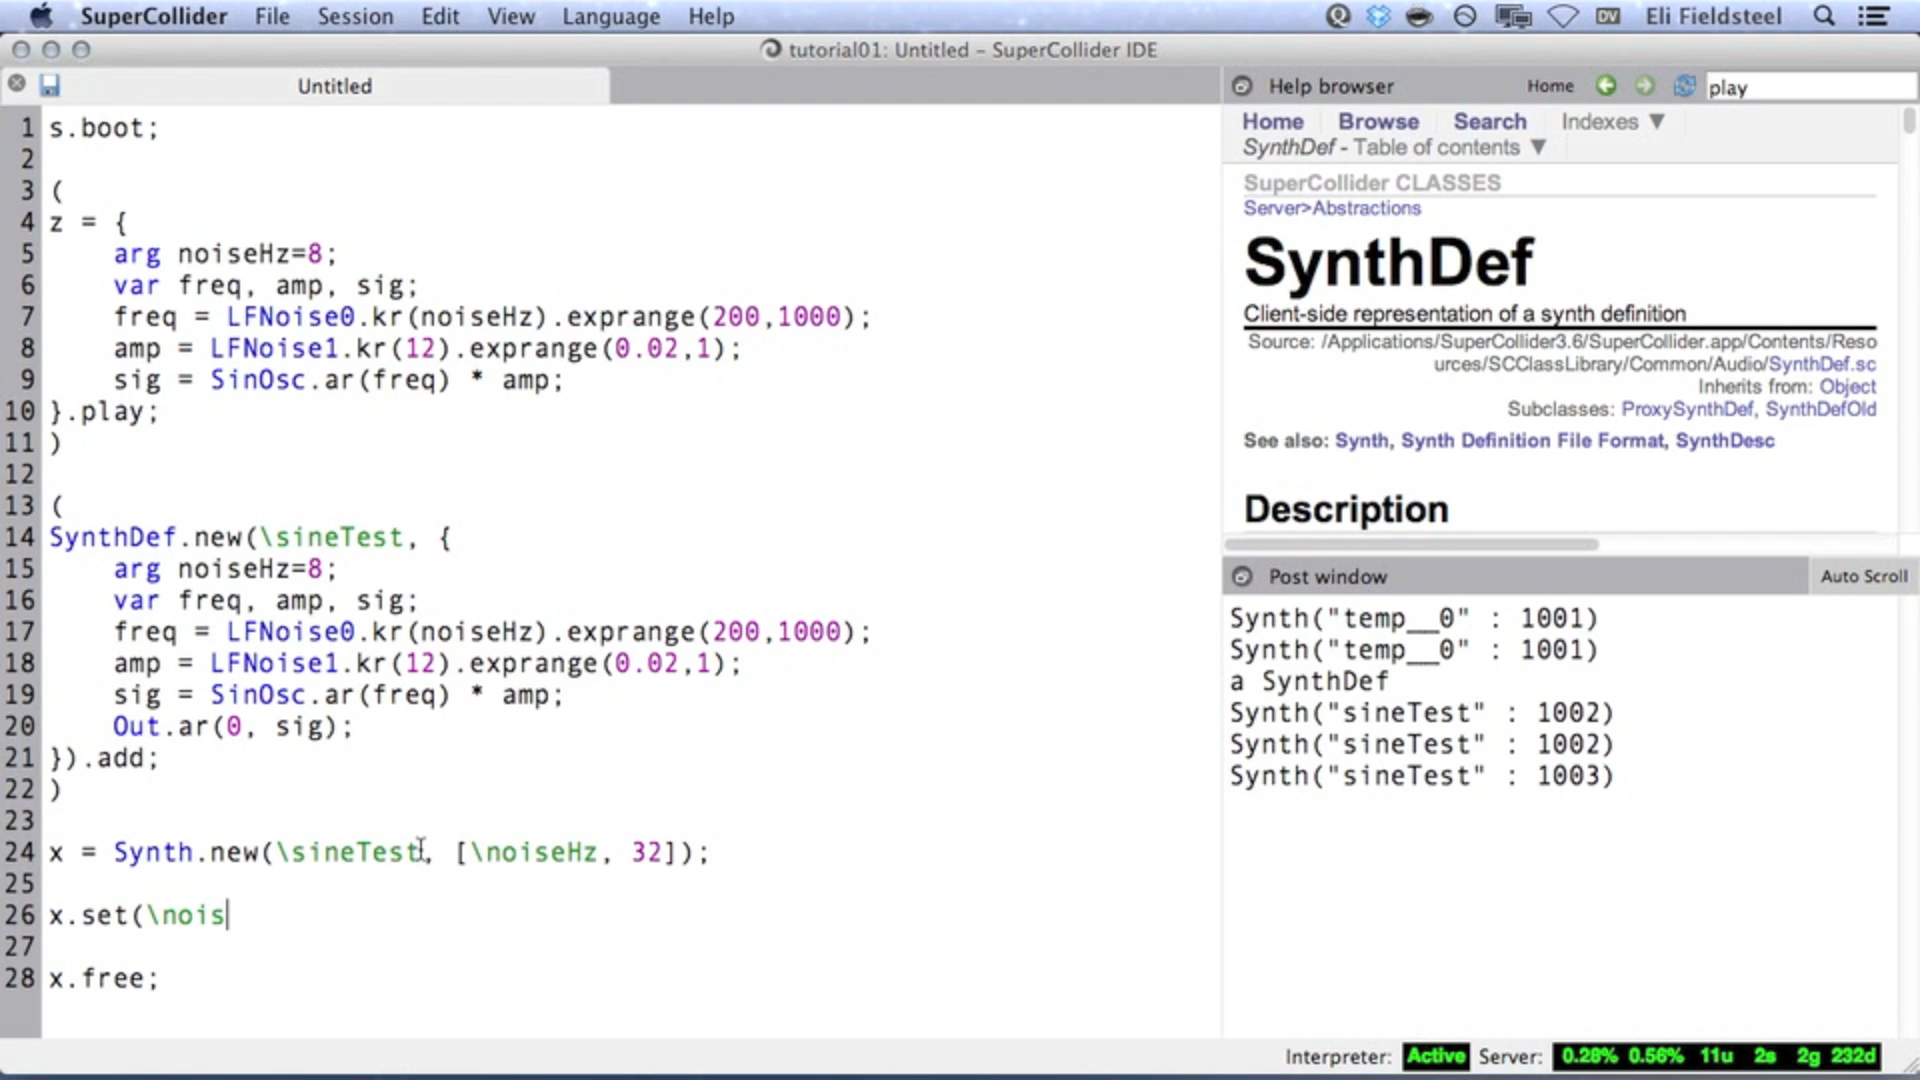 SuperCollider File Session Edit View Language Help DV Eli Fieldsteel
tutorial01: Untitled – SuperCollider IDE
Untitled
1 s.boot;
2
3 (
4 z = {
5 arg noiseHz=8;
6 var freq, amp, sig;
7 freq = LFNoise0.kr(noiseHz).exprange(200,1000);
8 amp = LFNoise1.kr(12).exprange(0.02,1);
9 sig = SinOsc.ar(freq) * amp;
10 }.play;
11 )
12
13 (
14 SynthDef.new(\sineTest, {
15 arg noiseHz=8;
16 var freq, amp, sig;
17 freq = LFNoise0.kr(noiseHz).exprange(200,1000);
18 amp = LFNoise1.kr(12).exprange(0.02,1);
19 sig = SinOsc.ar(freq) * amp;
20 Out.ar(0, sig);
21 }).add;
22 )
23
24 x = Synth.new(\sineTest, [\noiseHz, 32]);
25
26 x.set(\nois
27
28 x.free;
Help browser Home play
Home Browse Search Indexes ▼
SynthDef - Table of contents ▼
SuperCollider CLASSES
Server>Abstractions
SynthDef
Client-side representation of a synth definition
Source: /Applications/SuperCollider3.6/SuperCollider.app/Contents/Reso
urces/SCClassLibrary/Common/Audio/SynthDef.sc
Inherits from: Object
Subclasses: ProxySynthDef, SynthDefOld
See also: Synth, Synth Definition File Format, SynthDesc
Description
Post window Auto Scroll
Synth("temp__0" : 1001)
Synth("temp__0" : 1001)
a SynthDef
Synth("sineTest" : 1002)
Synth("sineTest" : 1002)
Synth("sineTest" : 1003)
Interpreter: Active Server: 0.28% 0.56% 11u 2s 2g 232d